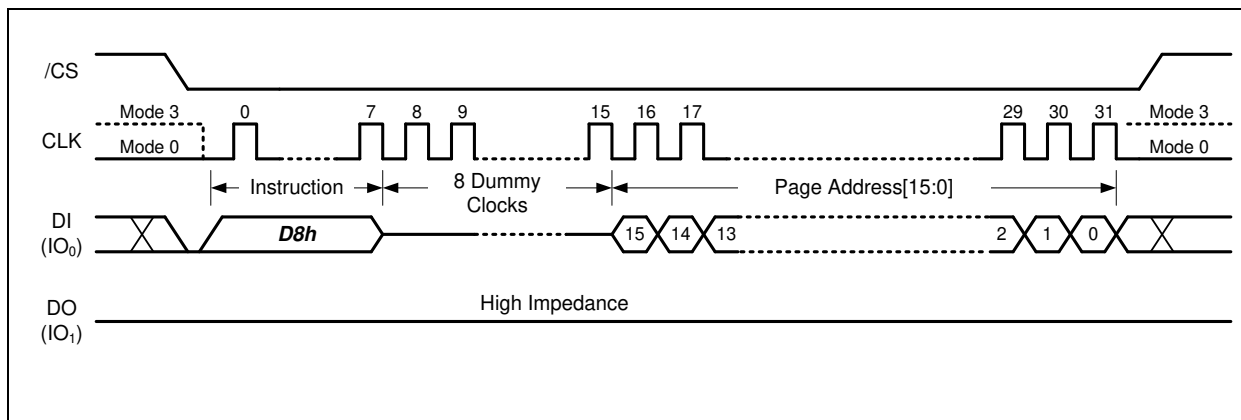 /CS
Mode 3 0 7 8 9 15 16 17 29 30 31 Mode 3
CLK
Mode 0 Mode 0
Instruction 8 Dummy Clocks Page Address[15:0]
DI
(IO0)
D8h 15 14 13 2 1 0
High Impedance
DO
(IO1)